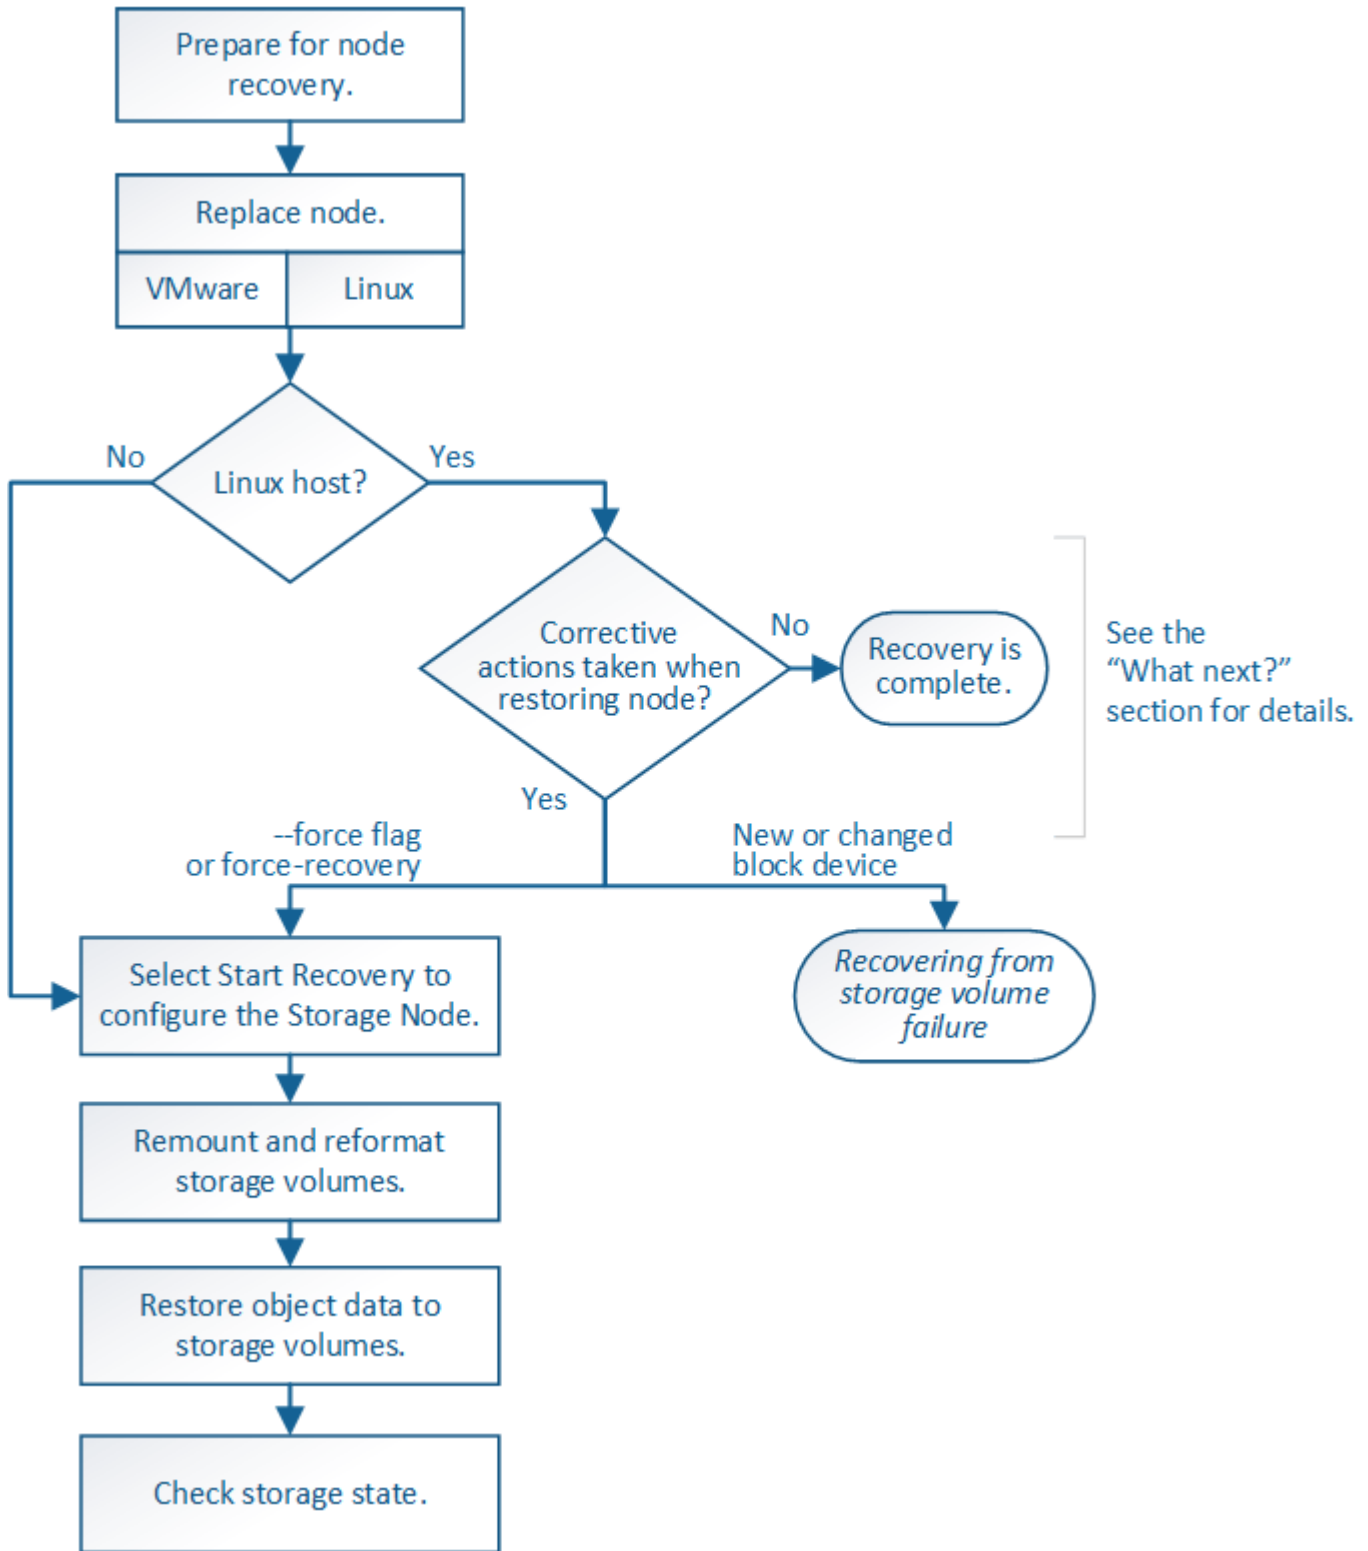 Prepare for node
recovery.
Replace node.
VMware
Linux
No
Yes
Linux host?
Corrective
actions taken when
restoring node?
No
Recovery is
complete.
See the
“What next?”
section for details.
Yes
--force flag
or force-recovery
New or changed
block device
Select Start Recovery to
configure the Storage Node.
Recovering from
storage volume
failure
Remount and reformat
storage volumes.
Restore object data to
storage volumes.
Check storage state.